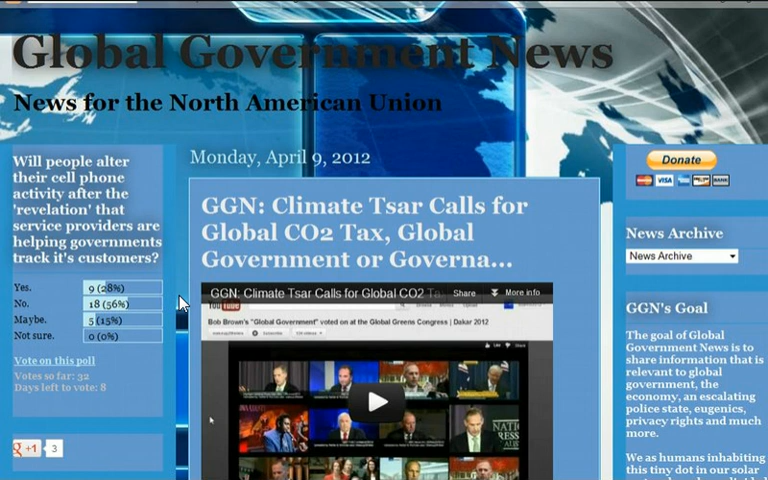 Global Government News
News for the North American Union
Will people alter
their cell phone
activity after the
'revelation' that
service providers are
helping governments
track it's customers?
Yes. 9 (28%)
No. 18 (56%)
Maybe. 5 (15%)
Not sure. 0 (0%)
Vote on this poll
Votes so far: 32
Days left to vote: 8
+1 3
Monday, April 9, 2012
GGN: Climate Tsar Calls for
Global CO2 Tax, Global
Government or Governa...
GGN: Climate Tsar Calls for Global CO2 Ta Share More info
Bob Brown's "Global Government" voted on at the Global Greens Congress | Dakar 2012
Donate
VISA
BANK
News Archive
News Archive
GGN's Goal
The goal of Global
Government News is to
share information that is
relevant to global
government, the
economy, an escalating
police state, eugenics,
privacy rights and much
more.
We as humans inhabiting
this tiny dot in our solar